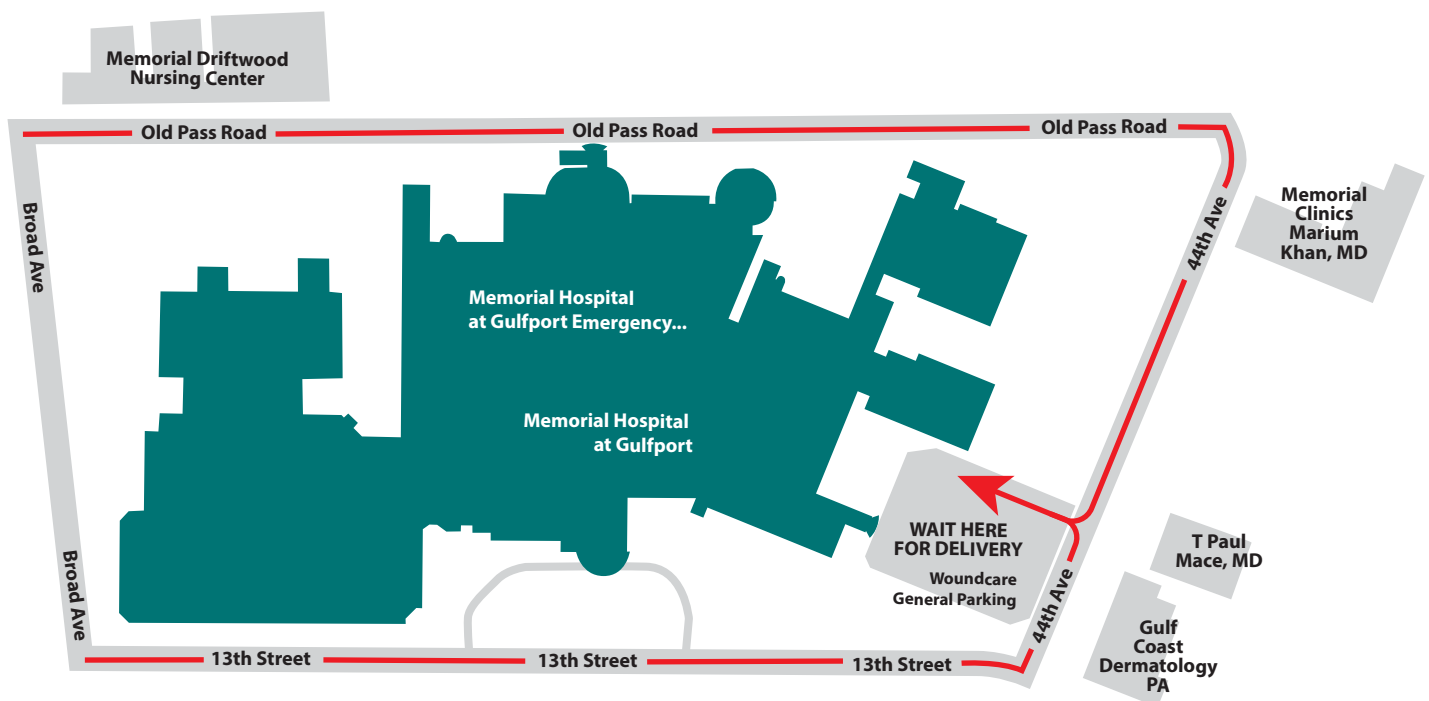 Memorial Driftwood
Nursing Center
Old Pass Road
Old Pass Road
Old Pass Road
Broad Ave
44th Ave
Memorial
Clinics
Marium
Khan, MD
Memorial Hospital
at Gulfport Emergency...
Memorial Hospital
at Gulfport
WAIT HERE
FOR DELIVERY
Woundcare
General Parking
T Paul
Mace, MD
Broad Ave
44th Ave
Gulf
Coast
Dermatology
PA
13th Street
13th Street
13th Street